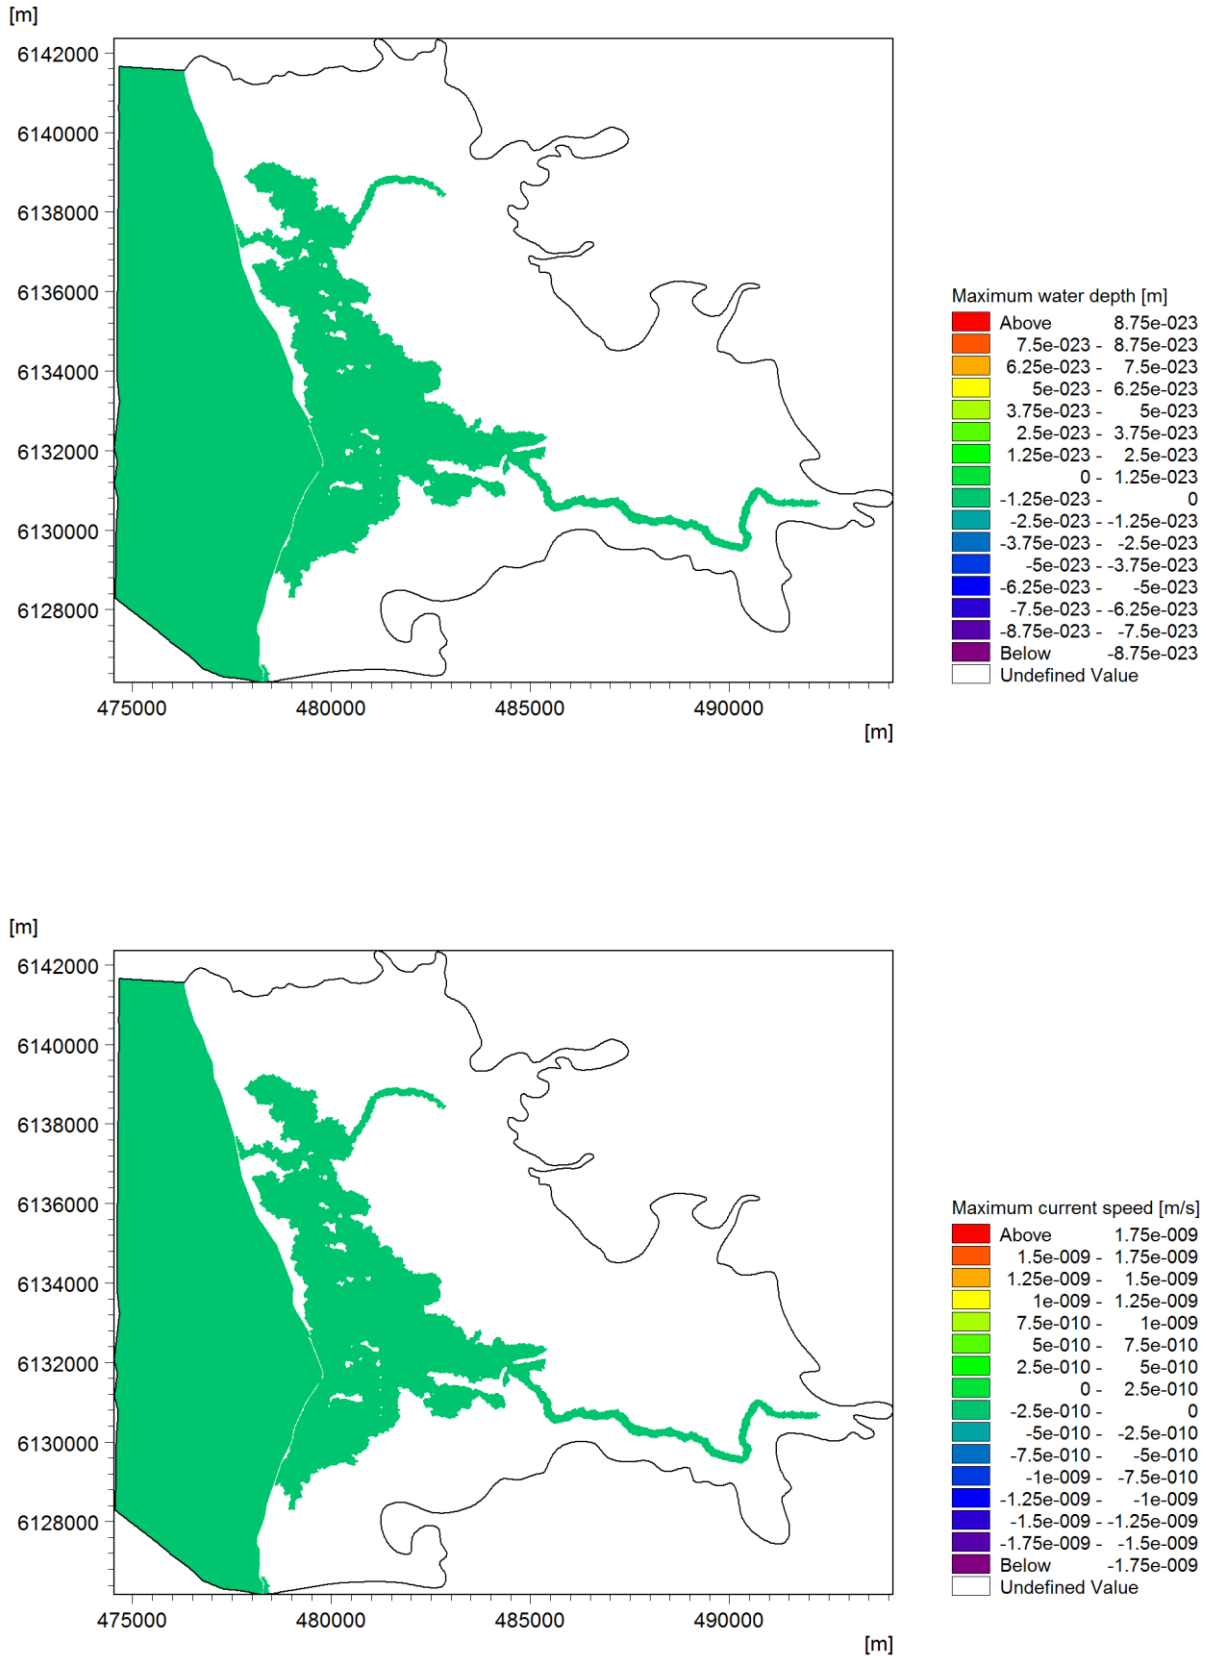 [m]
6142000
6140000
6138000
6136000
6134000
6132000
6130000
6128000
475000 480000 485000 490000
[m]
Maximum water depth [m]
Above 8.75e-023
7.5e-023 - 8.75e-023
6.25e-023 - 7.5e-023
5e-023 - 6.25e-023
3.75e-023 - 5e-023
2.5e-023 - 3.75e-023
1.25e-023 - 2.5e-023
0 - 1.25e-023
-1.25e-023 - 0
-2.5e-023 - -1.25e-023
-3.75e-023 - -2.5e-023
-5e-023 - -3.75e-023
-6.25e-023 - -5e-023
-7.5e-023 - -6.25e-023
-8.75e-023 - -7.5e-023
Below -8.75e-023
Undefined Value
[m]
6142000
6140000
6138000
6136000
6134000
6132000
6130000
6128000
475000 480000 485000 490000
[m]
Maximum current speed [m/s]
Above 1.75e-009
1.5e-009 - 1.75e-009
1.25e-009 - 1.5e-009
1e-009 - 1.25e-009
7.5e-010 - 1e-009
5e-010 - 7.5e-010
2.5e-010 - 5e-010
0 - 2.5e-010
-2.5e-010 - 0
-5e-010 - -2.5e-010
-7.5e-010 - -5e-010
-1e-009 - -7.5e-010
-1.25e-009 - -1e-009
-1.5e-009 - -1.25e-009
-1.75e-009 - -1.5e-009
Below -1.75e-009
Undefined Value